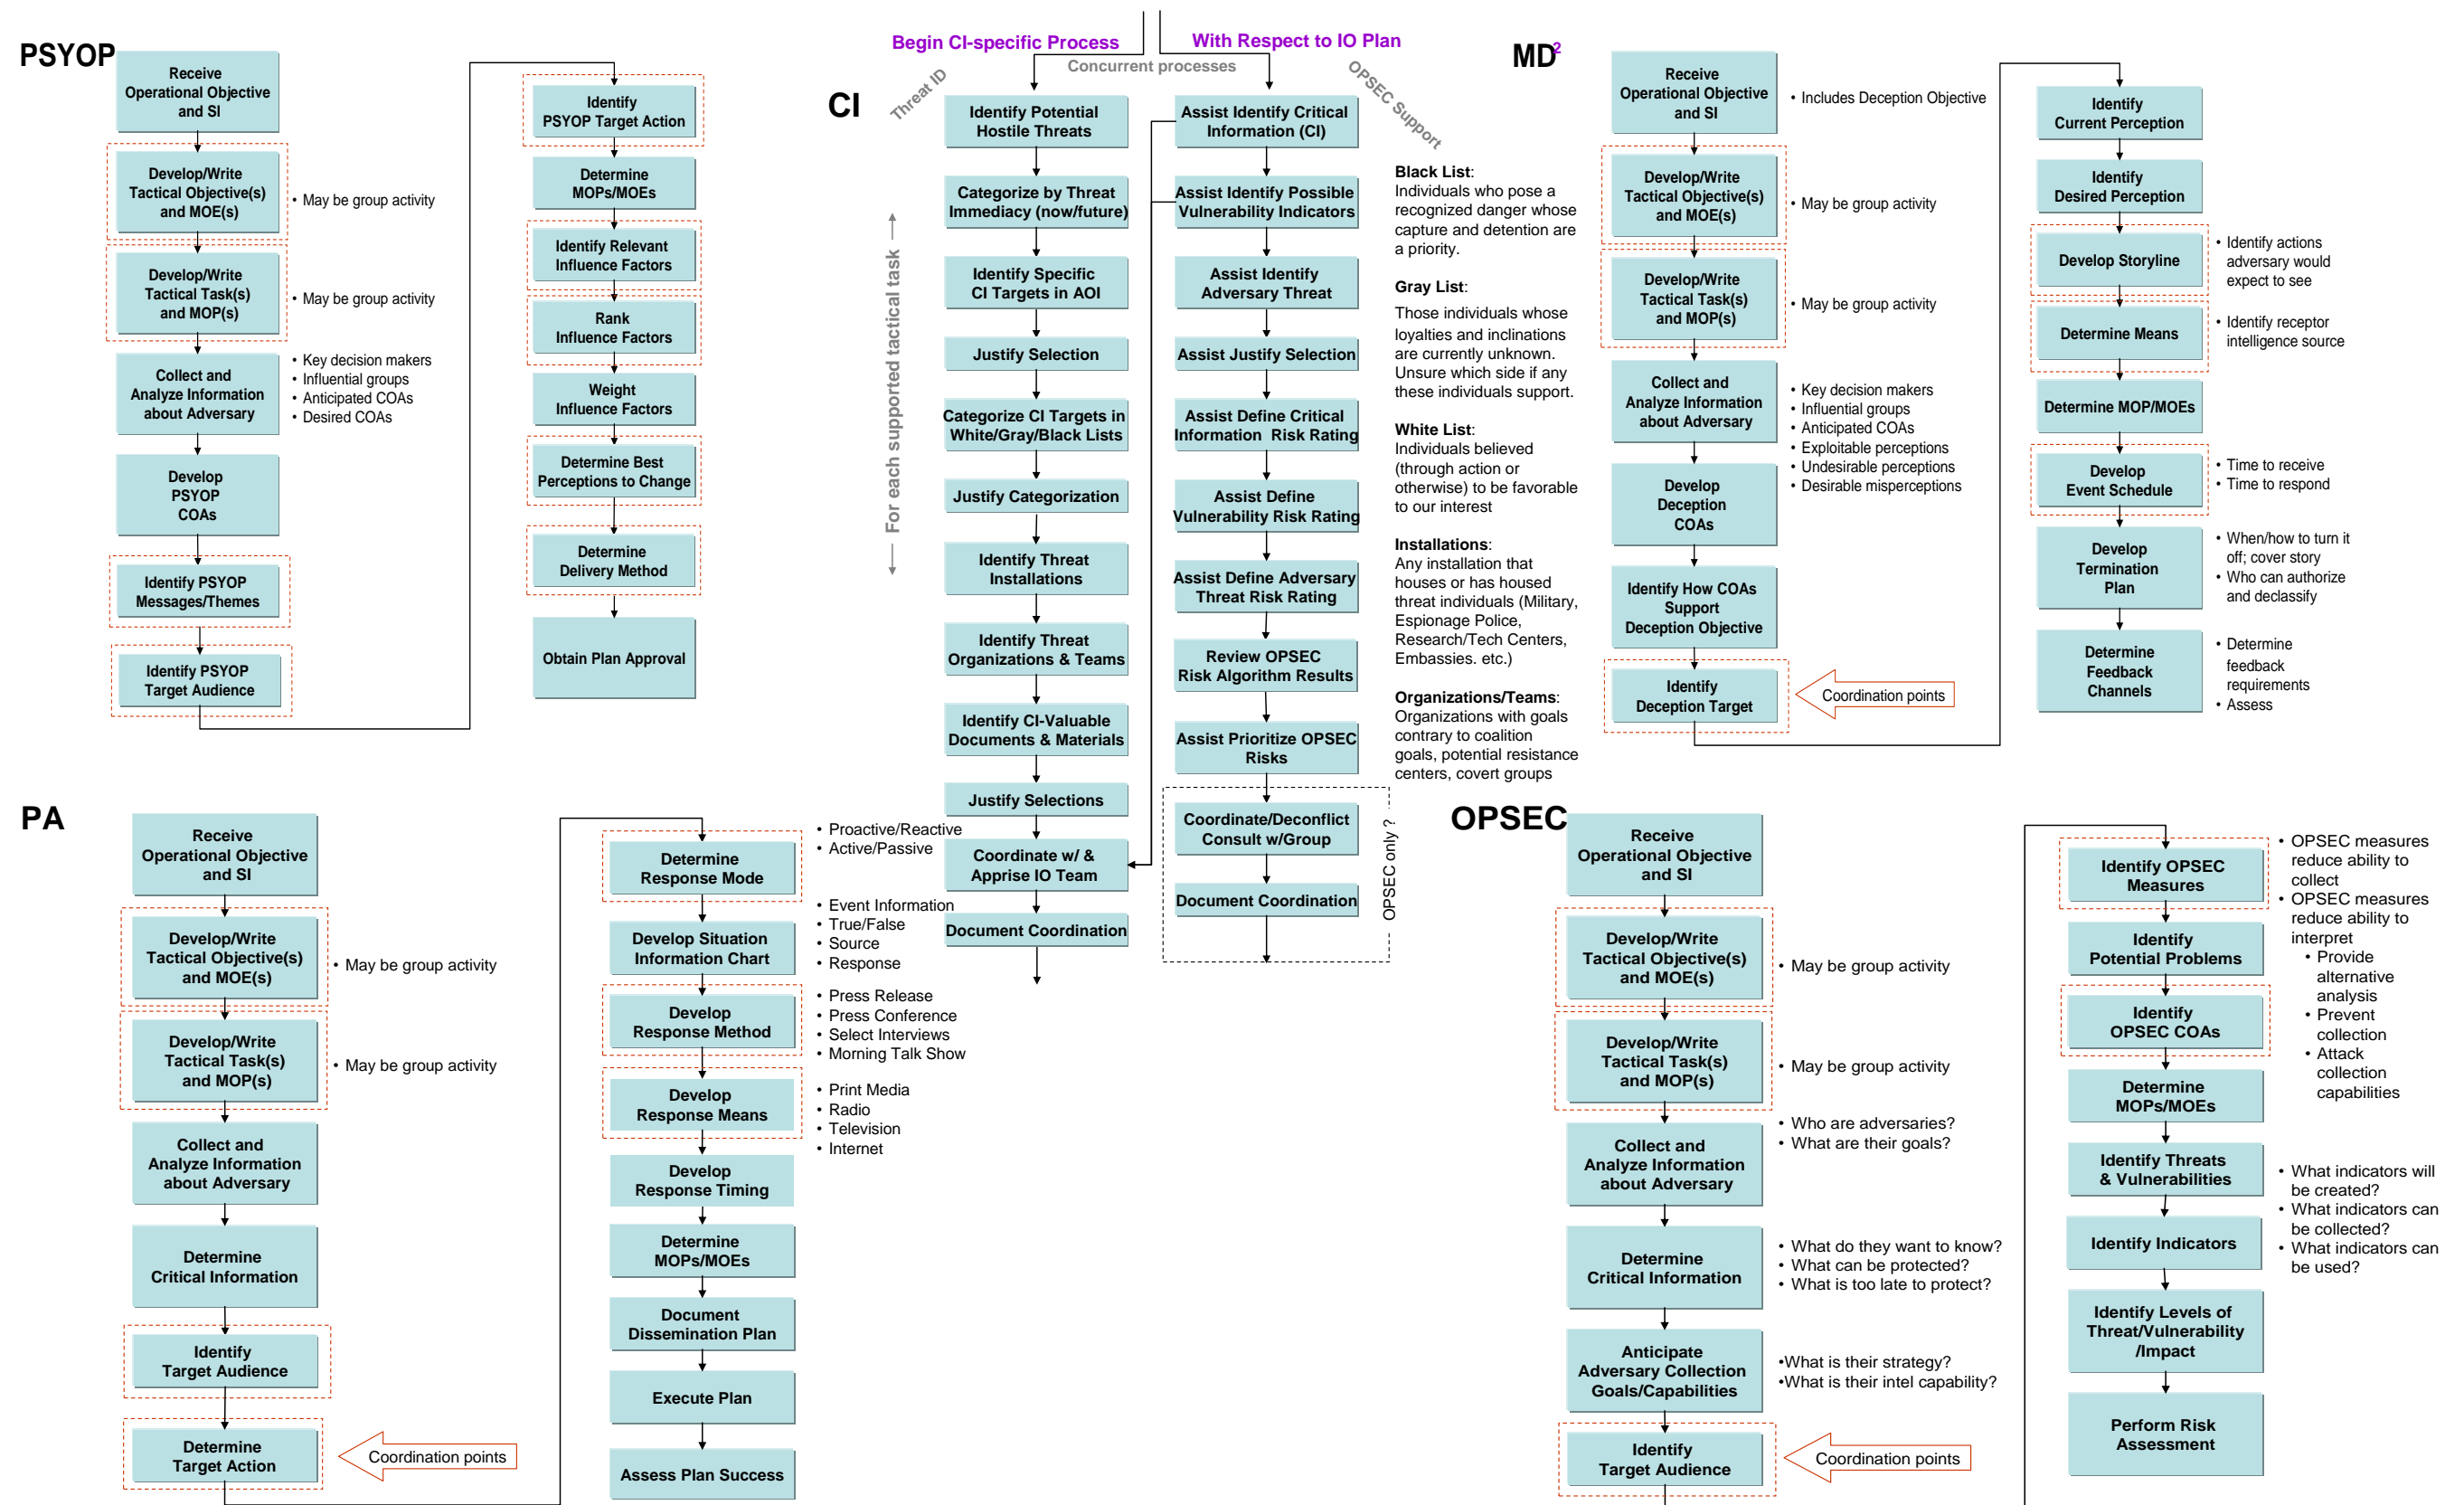 PSYOP
Receive
Operational Objective
and SI
Develop/Write
Tactical Objective(s)
and MOE(s)
• May be group activity
Develop/Write
Tactical Task(s)
and MOP(s)
• May be group activity
Collect and
Analyze Information
about Adversary
• Key decision makers
• Influential groups
• Anticipated COAs
• Desired COAs
Develop
PSYOP
COAs
Identify PSYOP
Messages/Themes
Identify PSYOP
Target Audience
Identify
PSYOP Target Action
Determine
MOPs/MOEs
Identify Relevant
Influence Factors
Rank
Influence Factors
Weight
Influence Factors
Determine Best
Perceptions to Change
Determine
Delivery Method
Obtain Plan Approval
CI
Begin CI-specific Process
With Respect to IO Plan
Concurrent processes
Threat ID
OPSEC Support
For each supported tactical task
Identify Potential
Hostile Threats
Categorize by Threat
Immediacy (now/future)
Identify Specific
CI Targets in AOI
Justify Selection
Categorize CI Targets in
White/Gray/Black Lists
Justify Categorization
Identify Threat
Installations
Identify Threat
Organizations & Teams
Identify CI-Valuable
Documents & Materials
Justify Selections
Coordinate w/ &
Apprise IO Team
Document Coordination
Assist Identify Critical
Information (CI)
Assist Identify Possible
Vulnerability Indicators
Assist Identify
Adversary Threat
Assist Justify Selection
Assist Define Critical
Information Risk Rating
Assist Define
Vulnerability Risk Rating
Assist Define Adversary
Threat Risk Rating
Review OPSEC
Risk Algorithm Results
Assist Prioritize OPSEC
Risks
Coordinate/Deconflict
Consult w/Group
Document Coordination
OPSEC only ?
Black List:
Individuals who pose a
recognized danger whose
capture and detention are
a priority.
Gray List:
Those individuals whose
loyalties and inclinations
are currently unknown.
Unsure which side if any
these individuals support.
White List:
Individuals believed
(through action or
otherwise) to be favorable
to our interest
Installations:
Any installation that
houses or has housed
threat individuals (Military,
Espionage Police,
Research/Tech Centers,
Embassies. etc.)
Organizations/Teams:
Organizations with goals
contrary to coalition
goals, potential resistance
centers, covert groups
MD2
Receive
Operational Objective
and SI
• Includes Deception Objective
Develop/Write
Tactical Objective(s)
and MOE(s)
• May be group activity
Develop/Write
Tactical Task(s)
and MOP(s)
• May be group activity
Collect and
Analyze Information
about Adversary
• Key decision makers
• Influential groups
• Anticipated COAs
• Exploitable perceptions
• Undesirable perceptions
• Desirable misperceptions
Develop
Deception
COAs
Identify How COAs
Support
Deception Objective
Identify
Deception Target
Coordination points
Identify
Current Perception
Identify
Desired Perception
Develop Storyline
• Identify actions
adversary would
expect to see
Determine Means
• Identify receptor
intelligence source
Determine MOP/MOEs
Develop
Event Schedule
• Time to receive
• Time to respond
Develop
Termination
Plan
• When/how to turn it
off; cover story
• Who can authorize
and declassify
Determine
Feedback
Channels
• Determine
feedback
requirements
• Assess
PA
Receive
Operational Objective
and SI
Develop/Write
Tactical Objective(s)
and MOE(s)
• May be group activity
Develop/Write
Tactical Task(s)
and MOP(s)
• May be group activity
Collect and
Analyze Information
about Adversary
Determine
Critical Information
Identify
Target Audience
Determine
Target Action
Coordination points
Determine
Response Mode
• Proactive/Reactive
• Active/Passive
Develop Situation
Information Chart
• Event Information
• True/False
• Source
• Response
Develop
Response Method
• Press Release
• Press Conference
• Select Interviews
• Morning Talk Show
Develop
Response Means
• Print Media
• Radio
• Television
• Internet
Develop
Response Timing
Determine
MOPs/MOEs
Document
Dissemination Plan
Execute Plan
Assess Plan Success
OPSEC
Receive
Operational Objective
and SI
Develop/Write
Tactical Objective(s)
and MOE(s)
• May be group activity
Develop/Write
Tactical Task(s)
and MOP(s)
• May be group activity
Collect and
Analyze Information
about Adversary
• Who are adversaries?
• What are their goals?
Determine
Critical Information
• What do they want to know?
• What can be protected?
• What is too late to protect?
Anticipate
Adversary Collection
Goals/Capabilities
•What is their strategy?
•What is their intel capability?
Identify
Target Audience
Coordination points
Identify OPSEC
Measures
• OPSEC measures
reduce ability to
collect
• OPSEC measures
reduce ability to
interpret
• Provide
alternative
analysis
• Prevent
collection
• Attack
collection
capabilities
Identify
Potential Problems
Identify
OPSEC COAs
Determine
MOPs/MOEs
Identify Threats
& Vulnerabilities
Identify Indicators
• What indicators will
be created?
• What indicators can
be collected?
• What indicators can
be used?
Identify Levels of
Threat/Vulnerability
/Impact
Perform Risk
Assessment